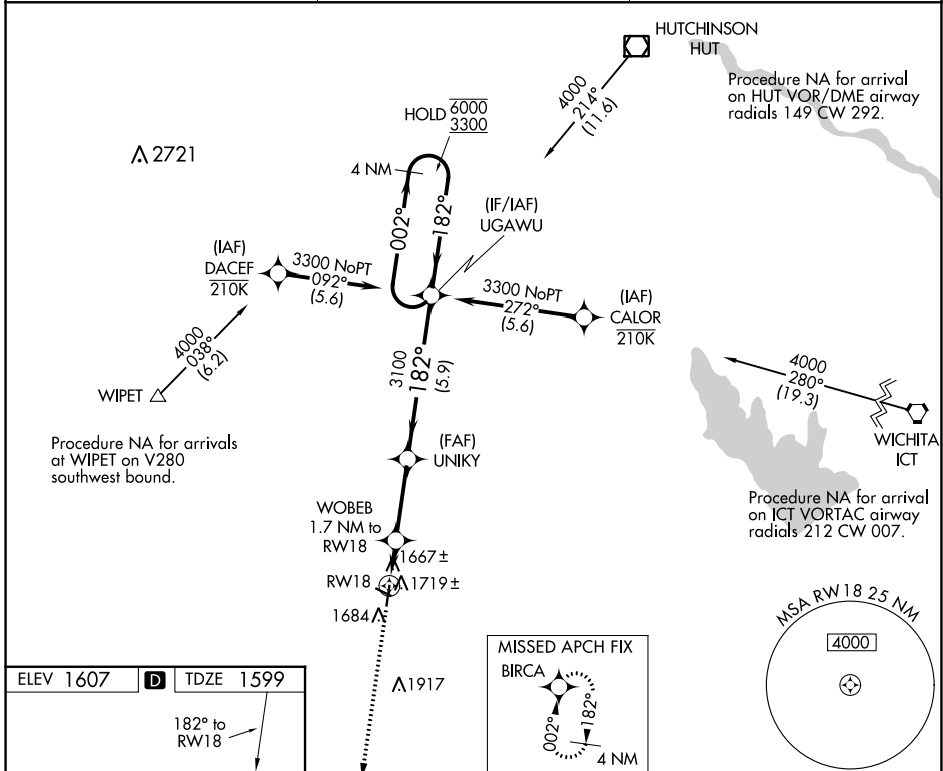 HUTCHINSON
HUT
Procedure NA for arrival
on HUT VOR/DME airway
radials 149 CW 292.
4000
214°
(11.6)
HOLD 6000
3300
2721
4 NM
002°
182°
(IF/IAF)
UGAWU
(IAF)
DACEF
210K
3300 NoPT
092°
(5.6)
3300 NoPT
272°
(5.6)
(IAF)
CALOR
210K
4000
038°
(6.2)
WIPET
3100
182°
(5.9)
4000
280°
(19.3)
WICHITA
ICT
Procedure NA for arrivals
at WIPET on V280
southwest bound.
(FAF)
UNIKY
Procedure NA for arrival
on ICT VORTAC airway
radials 212 CW 007.
WOBEB
1.7 NM to
RW18
1667±
RW18
1719±
1684
MSA RW18 25 NM
4000
MISSED APCH FIX
BIRCA
002°
182°
4 NM
1917
ELEV 1607 D TDZE 1599
182° to
RW18